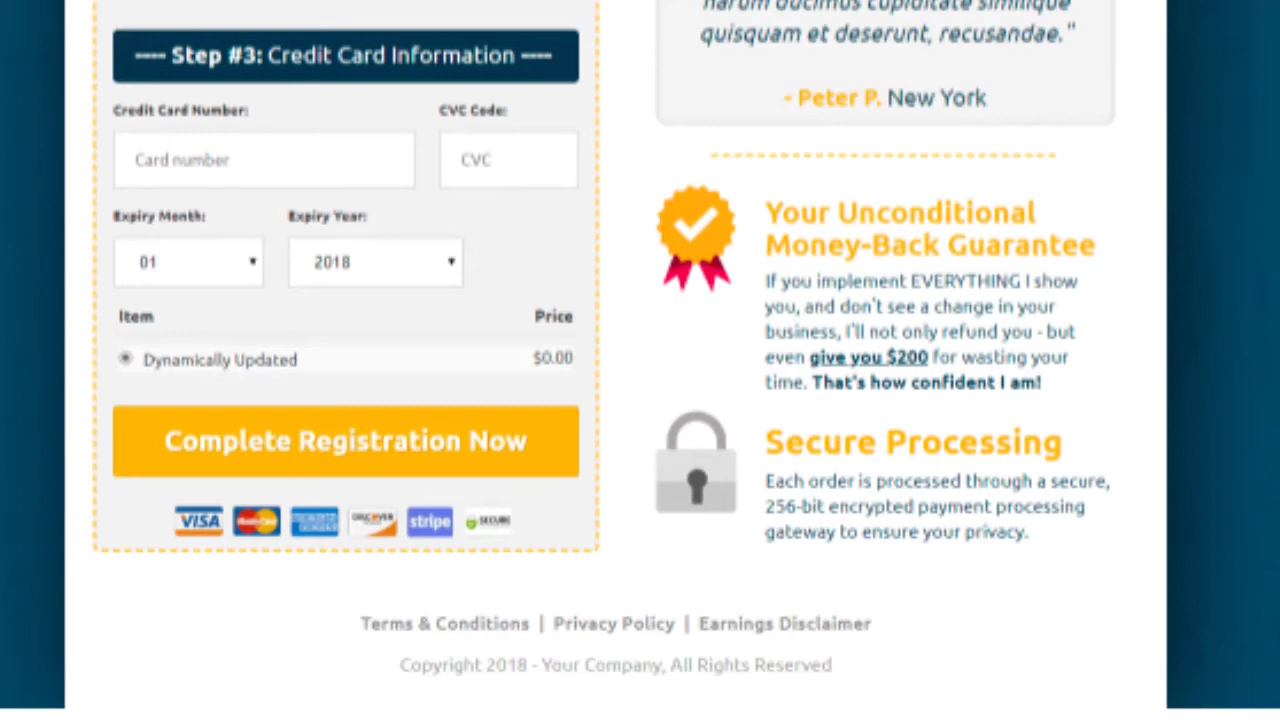 ---- Step #3: Credit Card Information ----
Credit Card Number:
CVC Code:
Card number
CVC
Expiry Month:
Expiry Year:
01
2018
Item
Price
Dynamically Updated
$0.00
Complete Registration Now
VISA
MasterCard
DISCOVER
stripe
SECURE
harum ducimus cupiditate similique
quisquam et deserunt, recusandae."
- Peter P. New York
Your Unconditional
Money-Back Guarantee
If you implement EVERYTHING I show
you, and don't see a change in your
business, I'll not only refund you - but
even give you $200 for wasting your
time. That's how confident I am!
Secure Processing
Each order is processed through a secure,
256-bit encrypted payment processing
gateway to ensure your privacy.
Terms & Conditions | Privacy Policy | Earnings Disclaimer
Copyright 2018 - Your Company, All Rights Reserved